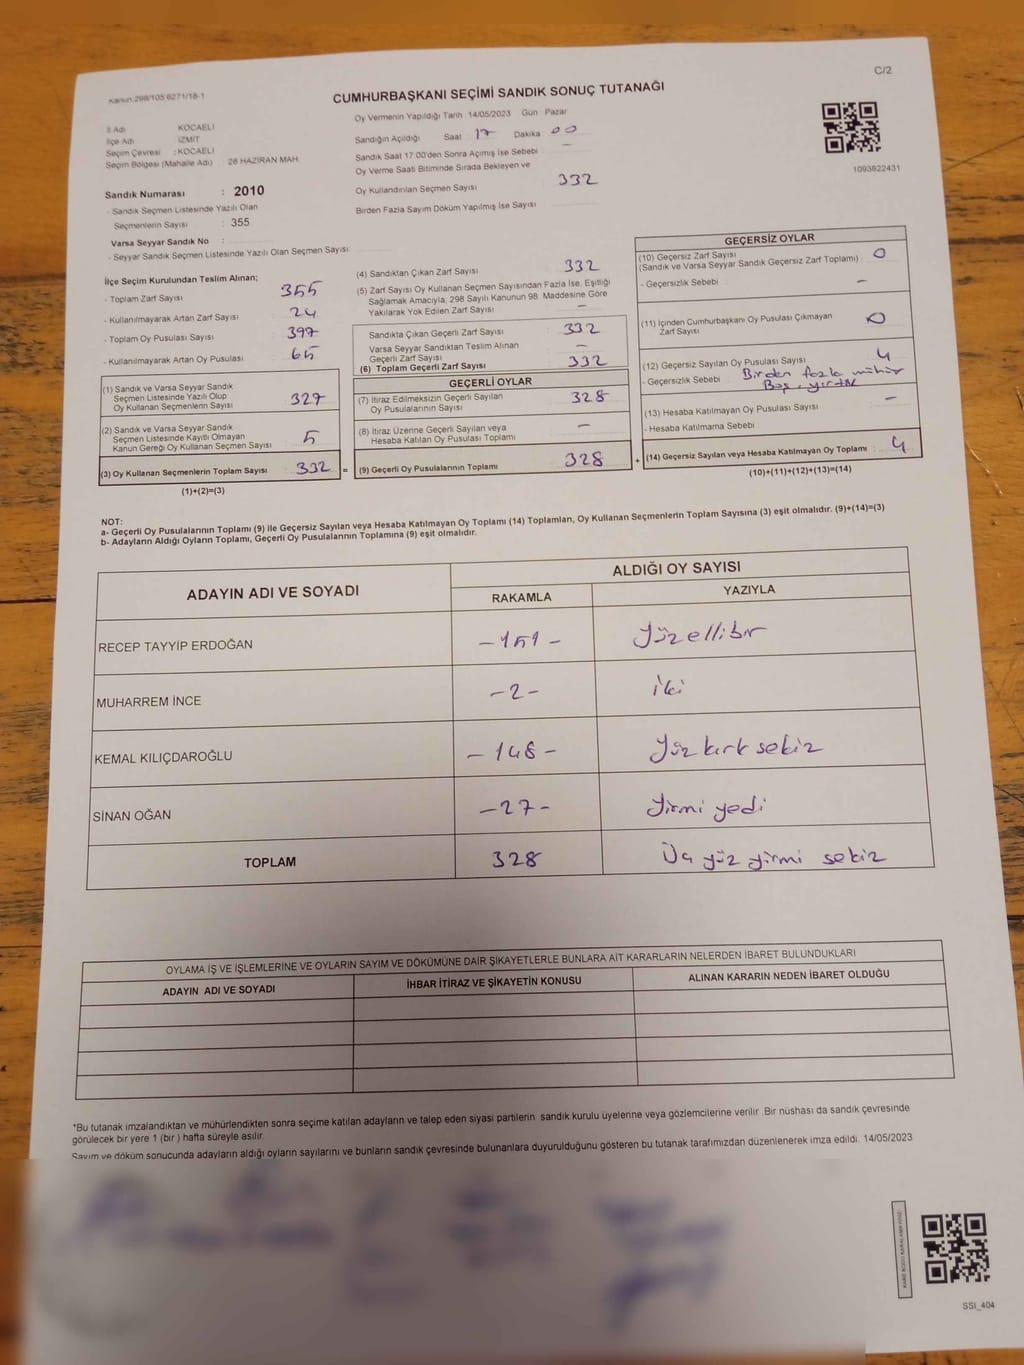 Kanun:298/105 6271/18-1
C/2
CUMHURBAŞKANI SEÇİMİ SANDIK SONUÇ TUTANAĞI
İl Adı KOCAELİ
İlçe Adı İZMİT
Seçim Çevresi : KOCAELİ
Seçim Bölgesi (Mahalle Adı) 28 HAZİRAN MAH.
Sandık Numarası : 2010
- Sandık Seçmen Listesinde Yazılı Olan
Seçmenlerin Sayısı : 355
Varsa Seyyar Sandık No :
- Seyyar Sandık Seçmen Listesinde Yazılı Olan Seçmen Sayısı:
Oy Vermenin Yapıldığı Tarih 14/05/2023 Gün Pazar
Sandığın Açıldığı Saat 17 Dakika 00
Sandık Saat 17.00'den Sonra Açımış İse Sebebi –
Oy Verme Saati Bitiminde Sırada Bekleyen ve
Oy Kullandırılan Seçmen Sayısı 332
Birden Fazla Sayım Döküm Yapılmış İse Sayısı
1093822431
İlçe Seçim Kurulundan Teslim Alınan;
- Toplam Zarf Sayısı 355
- Kullanılmayarak Artan Zarf Sayısı 24
- Toplam Oy Pusulası Sayısı 397
- Kullanılmayarak Artan Oy Pusulası 65
(1) Sandık ve Varsa Seyyar Sandık
Seçmen Listesinde Yazılı Olup
Oy Kullanan Seçmenlerin Sayısı 327
(2) Sandık ve Varsa Seyyar Sandık
Seçmen Listesinde Kayıtlı Olmayan
Kanun Gereği Oy Kullanan Seçmen Sayısı 5
(3) Oy Kullanan Seçmenlerin Toplam Sayısı : 332 =
(1)+(2)=(3)
(4) Sandıktan Çıkan Zarf Sayısı 332
(5) Zarf Sayısı Oy Kullanan Seçmen Sayısından Fazla İse, Eşitliği
Sağlamak Amacıyla, 298 Sayılı Kanunun 98. Maddesine Göre
Yakılarak Yok Edilen Zarf Sayısı –
Sandıkta Çıkan Geçerli Zarf Sayısı 332
Varsa Seyyar Sandıktan Teslim Alınan
Geçerli Zarf Sayısı –
(6) Toplam Geçerli Zarf Sayısı 332
GEÇERLİ OYLAR
(7) İtiraz Edilmeksizin Geçerli Sayılan
Oy Pusulalarının Sayısı 328
(8) İtiraz Üzerine Geçerli Sayılan veya
Hesaba Katılan Oy Pusulası Toplamı –
(9) Geçerli Oy Pusulalarının Toplamı 328 +
GEÇERSİZ OYLAR
(10) Geçersiz Zarf Sayısı
(Sandık ve Varsa Seyyar Sandık Geçersiz Zarf Toplamı) : 0
- Geçersizlik Sebebi –
(11) İçinden Cumhurbaşkanı Oy Pusulası Çıkmayan
Zarf Sayısı 0
(12) Geçersiz Sayılan Oy Pusulası Sayısı 4
- Geçersizlik Sebebi : Birden fazla mühür
Boş, yırtık
(13) Hesaba Katılmayan Oy Pusulası Sayısı –
- Hesaba Katılmama Sebebi
(14) Geçersiz Sayılan veya Hesaba Katılmayan Oy Toplamı : 4
(10)+(11)+(12)+(13)=(14)
NOT:
a- Geçerli Oy Pusulalarının Toplamı (9) ile Geçersiz Sayılan veya Hesaba Katılmayan Oy Toplamı (14) Toplamları, Oy Kullanan Seçmenlerin Toplam Sayısına (3) eşit olmalıdır. (9)+(14)=(3)
b- Adayların Aldığı Oyların Toplamı, Geçerli Oy Pusulalarının Toplamına (9) eşit olmalıdır.
ADAYIN ADI VE SOYADI
ALDIĞI OY SAYISI
RAKAMLA YAZIYLA
RECEP TAYYİP ERDOĞAN -151- Yüzellibir
MUHARREM İNCE -2- iki
KEMAL KILIÇDAROĞLU -148- Yüz kırk sekiz
SİNAN OĞAN -27- Yirmi yedi
TOPLAM 328 Üç yüz yirmi sekiz
OYLAMA İŞ VE İŞLEMLERİNE VE OYLARIN SAYIM VE DÖKÜMÜNE DAİR ŞİKAYETLERLE BUNLARA AİT KARARLARIN NELERDEN İBARET BULUNDUKLARI
ADAYIN ADI VE SOYADI İHBAR İTİRAZ VE ŞİKAYETİN KONUSU ALINAN KARARIN NEDEN İBARET OLDUĞU
*Bu tutanak imzalandıktan ve mühürlendikten sonra seçime katılan adayların ve talep eden siyasi partilerin sandık kurulu üyelerine veya gözlemcilerine verilir. Bir nüshası da sandık çevresinde
görülecek bir yere 1 (bir ) hafta süreyle asılır.
Sayım ve döküm sonucunda adayların aldığı oyların sayılarını ve bunların sandık çevresinde bulunanlara duyurulduğunu gösteren bu tutanak tarafımızdan düzenlenerek imza edildi. 14/05/2023
SSI_404